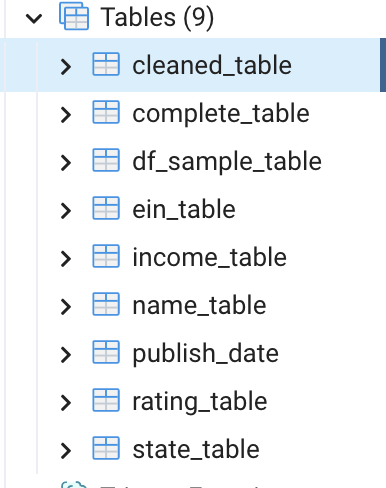 Tables (9)
cleaned_table
complete_table
df_sample_table
ein_table
income_table
name_table
publish_date
rating_table
state_table